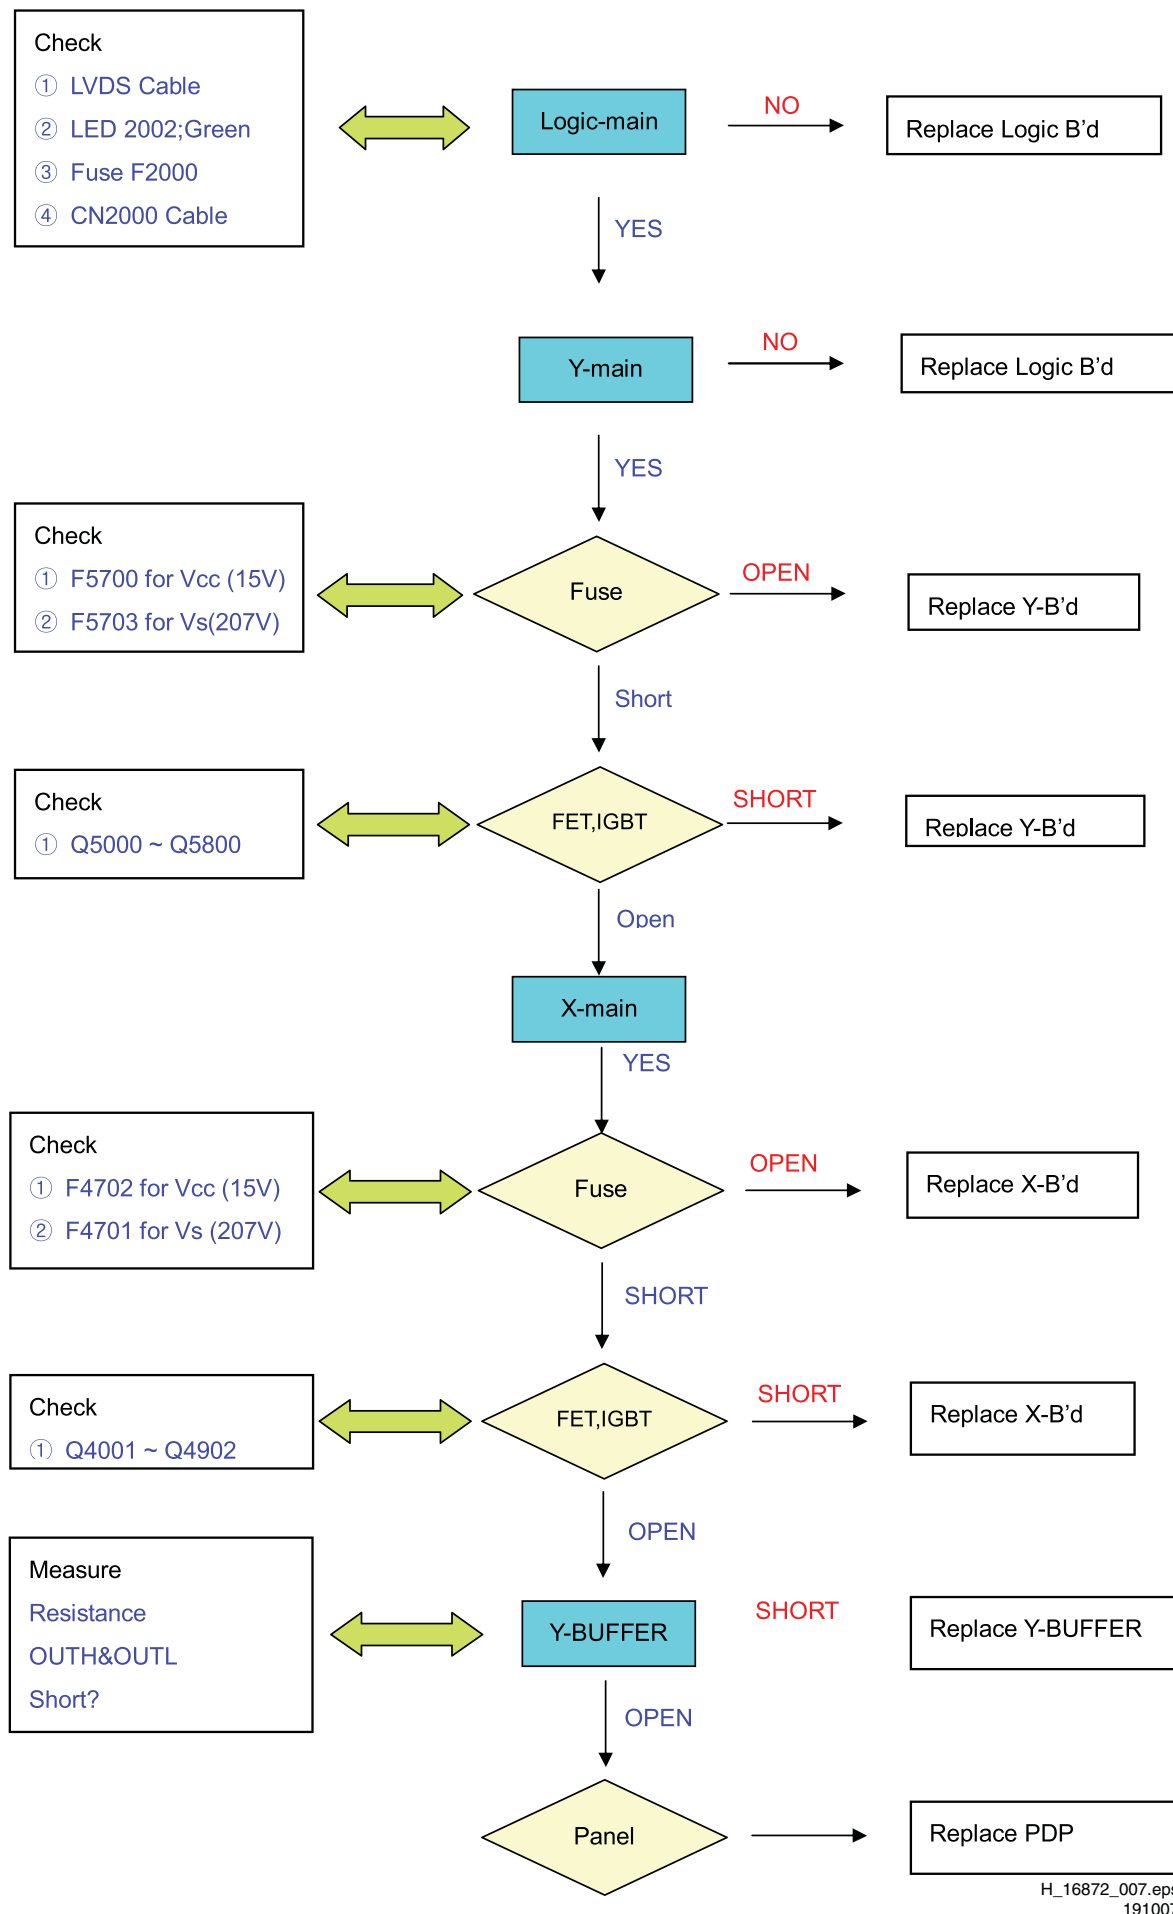 Check
① LVDS Cable
② LED 2002;Green
③ Fuse F2000
④ CN2000 Cable
Logic-main
NO
Replace Logic B'd
YES
Y-main
NO
Replace Logic B'd
YES
Check
① F5700 for Vcc (15V)
② F5703 for Vs(207V)
Fuse
OPEN
Replace Y-B'd
Short
Check
① Q5000 ~ Q5800
FET,IGBT
SHORT
Replace Y-B'd
Open
X-main
YES
Check
① F4702 for Vcc (15V)
② F4701 for Vs (207V)
Fuse
OPEN
Replace X-B'd
SHORT
Check
① Q4001 ~ Q4902
FET,IGBT
SHORT
Replace X-B'd
OPEN
Measure
Resistance
OUTH&OUTL
Short?
Y-BUFFER
SHORT
Replace Y-BUFFER
OPEN
Panel
Replace PDP
H_16872_007.eps
191007